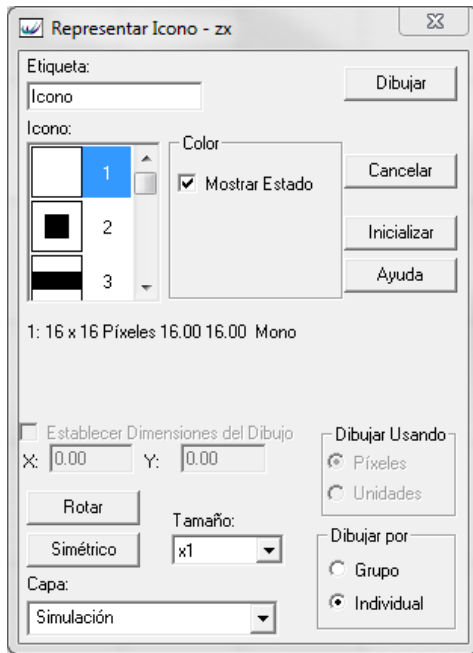 Representar Icono - zx
Etiqueta:
Icono
Dibujar
Icono:
1
2
3
Color
Mostrar Estado
Cancelar
Inicializar
Ayuda
1: 16 x 16 Píxeles 16.00 16.00 Mono
Establecer Dimensiones del Dibujo
X: 0.00 Y: 0.00
Dibujar Usando
Píxeles
Unidades
Rotar
Simétrico
Tamaño:
x1
Dibujar por
Grupo
Individual
Capa:
Simulación